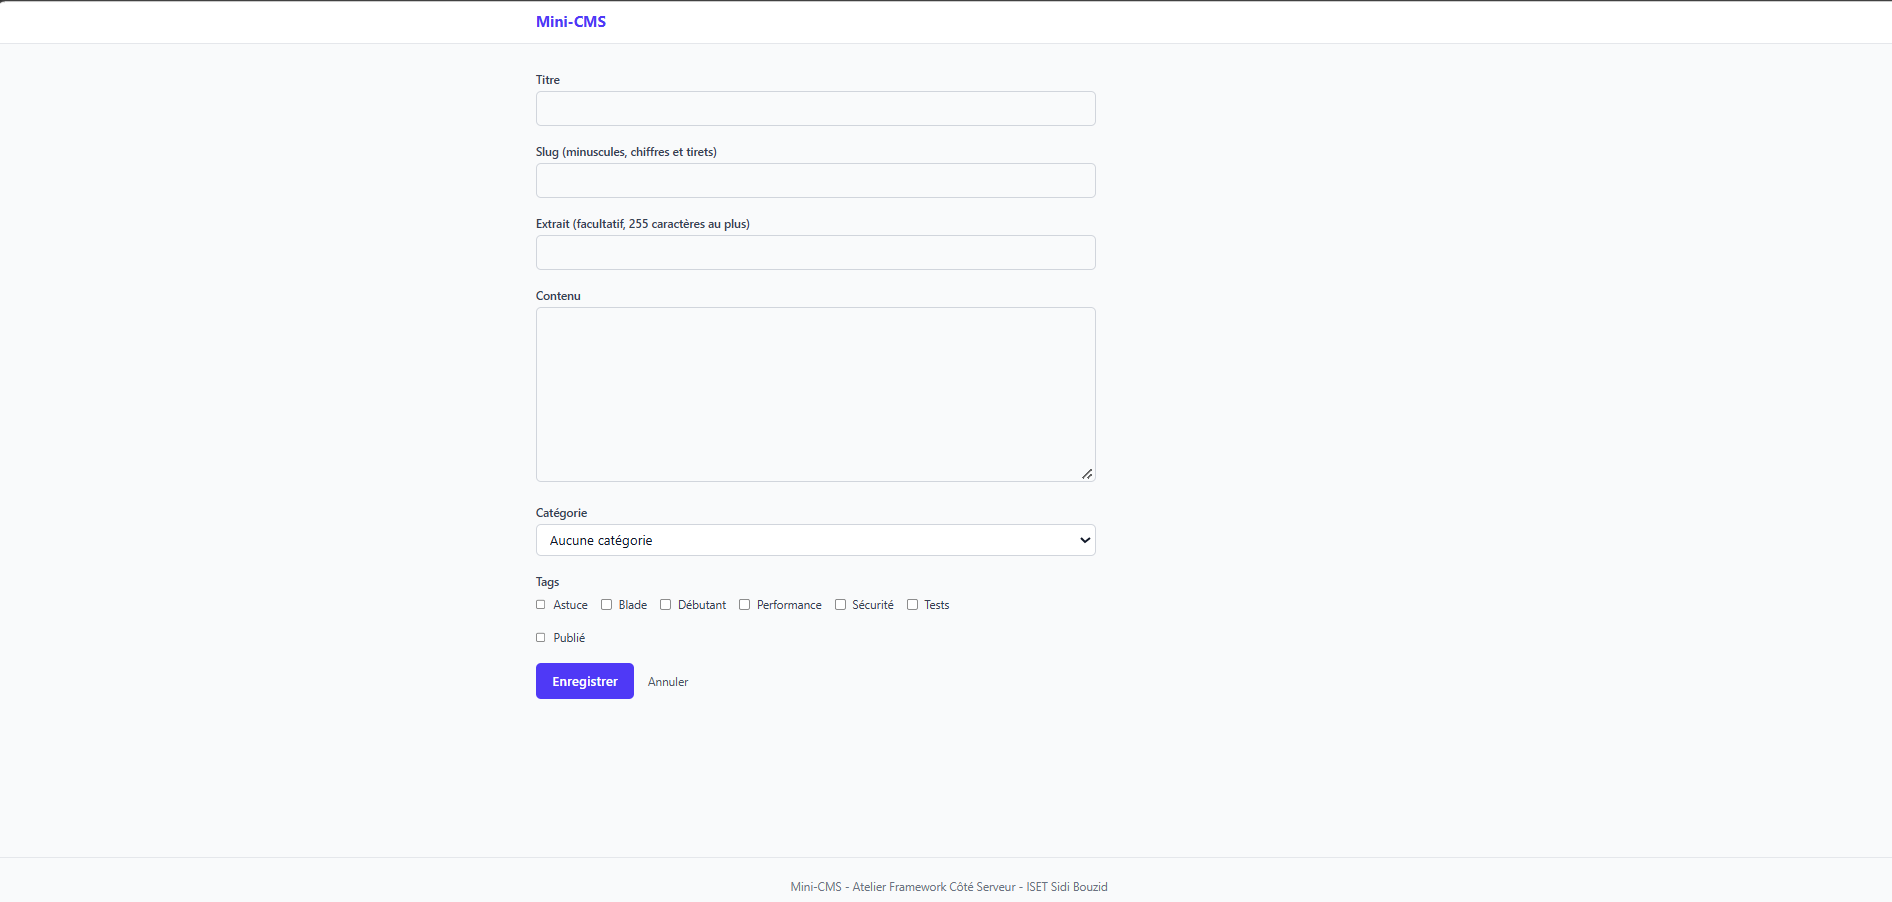 Mini-CMS
Titre
Slug (minuscules, chiffres et tirets)
Extrait (facultatif, 255 caractères au plus)
Contenu
Catégorie
Aucune catégorie
Tags
Astuce Blade Débutant Performance Sécurité Tests
Publié
Enregistrer Annuler
Mini-CMS - Atelier Framework Côté Serveur - ISET Sidi Bouzid